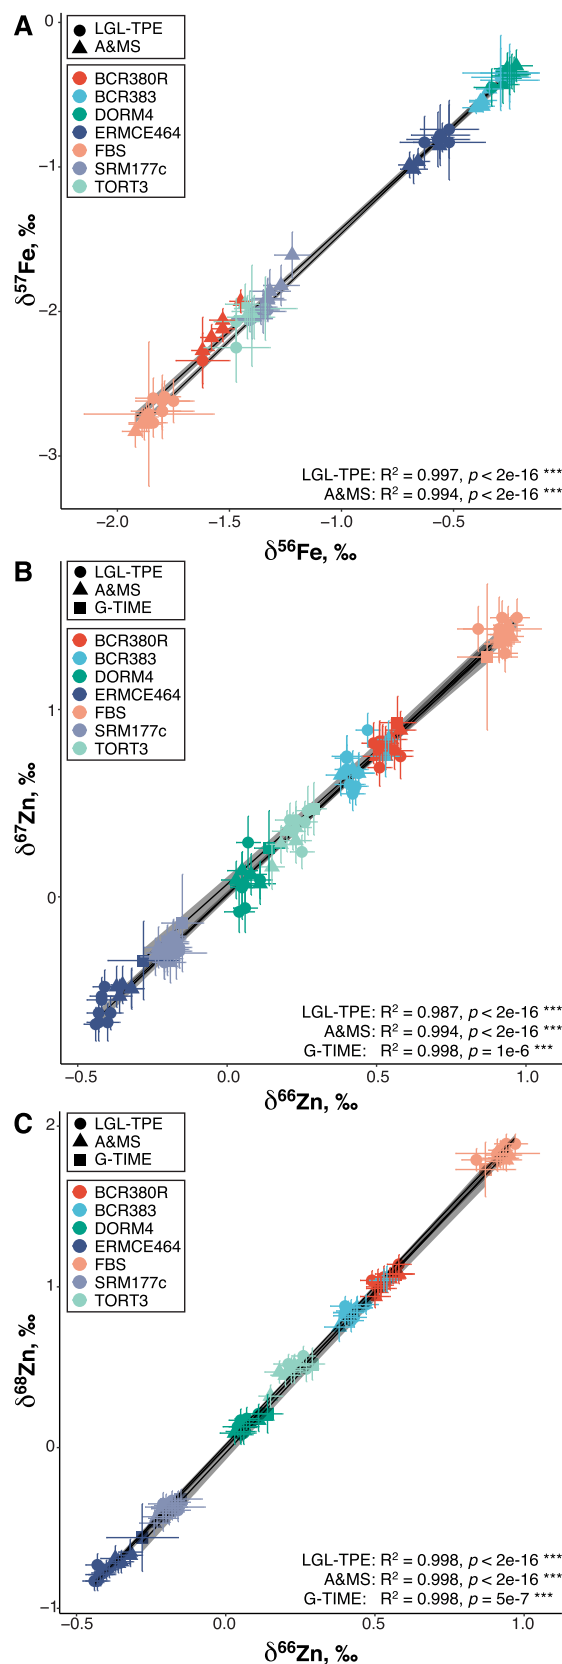 A
0
LGL-TPE
A&MS
BCR380R
BCR383
DORM4
ERMCE464
FBS
SRM177c
TORT3
−1
−2
−3
δ57Fe, ‰
LGL-TPE: R² = 0.997, p < 2e-16 ***
A&MS: R² = 0.994, p < 2e-16 ***
−2.0 −1.5 −1.0 −0.5
δ56Fe, ‰
B
LGL-TPE
A&MS
G-TIME
BCR380R
BCR383
DORM4
ERMCE464
FBS
SRM177c
TORT3
1
0
δ67Zn, ‰
LGL-TPE: R² = 0.987, p < 2e-16 ***
A&MS: R² = 0.994, p < 2e-16 ***
G-TIME: R² = 0.998, p = 1e-6 ***
−0.5 0.0 0.5 1.0
δ66Zn, ‰
C
2
LGL-TPE
A&MS
G-TIME
BCR380R
BCR383
DORM4
ERMCE464
FBS
SRM177c
TORT3
1
0
−1
δ68Zn, ‰
LGL-TPE: R² = 0.998, p < 2e-16 ***
A&MS: R² = 0.998, p < 2e-16 ***
G-TIME: R² = 0.998, p = 5e-7 ***
−0.5 0.0 0.5 1.0
δ66Zn, ‰